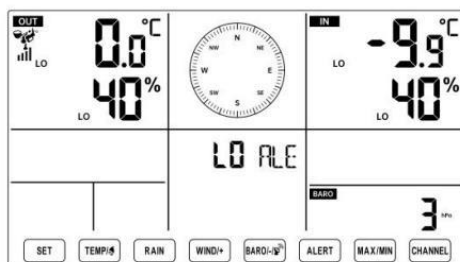 OUT 0.0 °C IN -9.9 °C
LO LO
40% 40%
LO LO
N
NW NE
W E
SW SE
S
LO ALE
BARO
3 hPa
SET TEMP/ RAIN WIND/+ BARO/-/ ALERT MAX/MIN CHANNEL